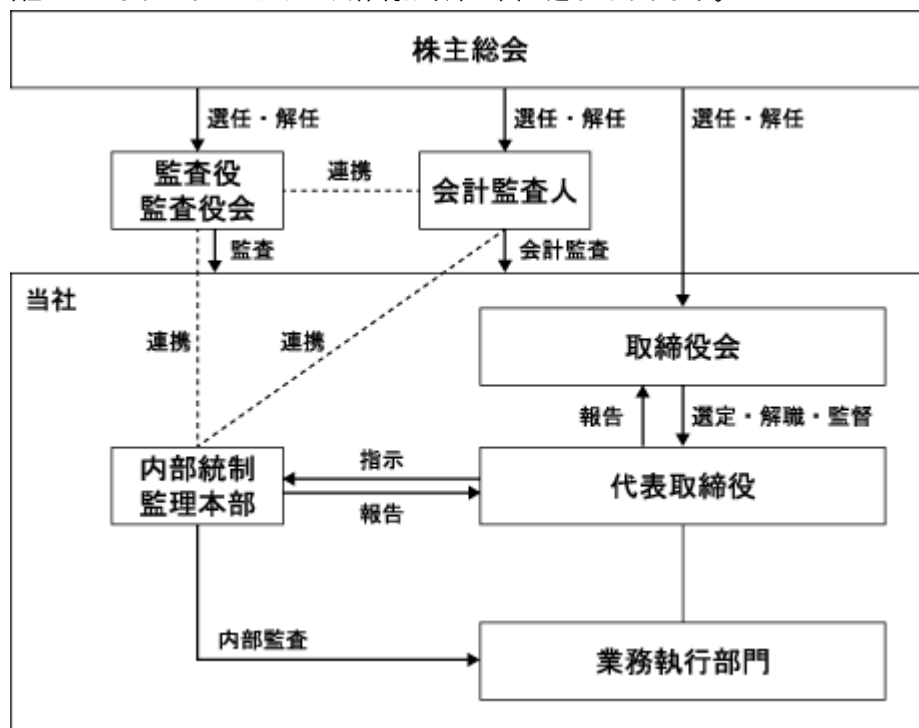 株主総会
選任・解任
選任・解任
選任・解任
監査役
監査役会
連携
会計監査人
監査
会計監査
当社
連携
連携
取締役会
報告
選定・解職・監督
内部統制
監理本部
指示
報告
代表取締役
内部監査
業務執行部門